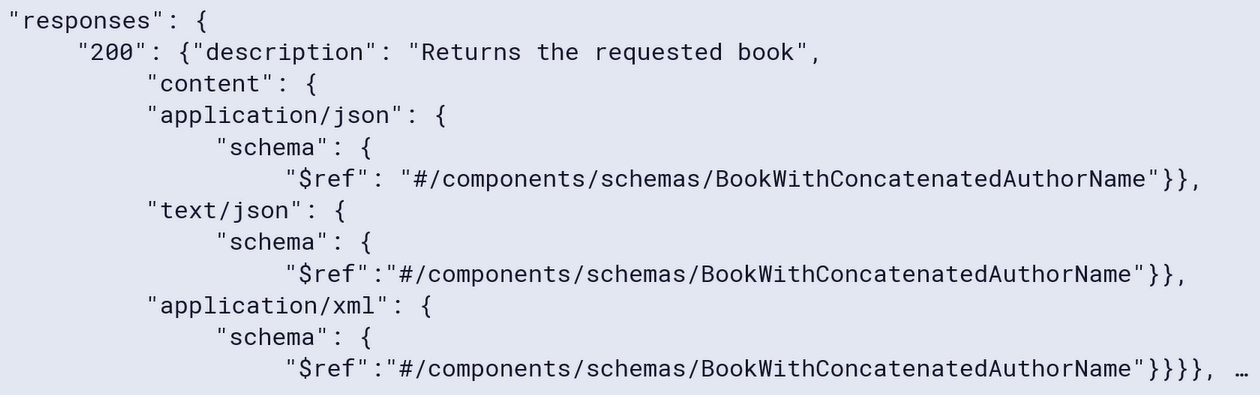 "responses": {
"200": {"description": "Returns the requested book",
"content": {
"application/json": {
"schema": {
"$ref": "#/components/schemas/BookWithConcatenatedAuthorName"}},
"text/json": {
"schema": {
"$ref":"#/components/schemas/BookWithConcatenatedAuthorName"}},
"application/xml": {
"schema": {
"$ref":"#/components/schemas/BookWithConcatenatedAuthorName"}}}}, …